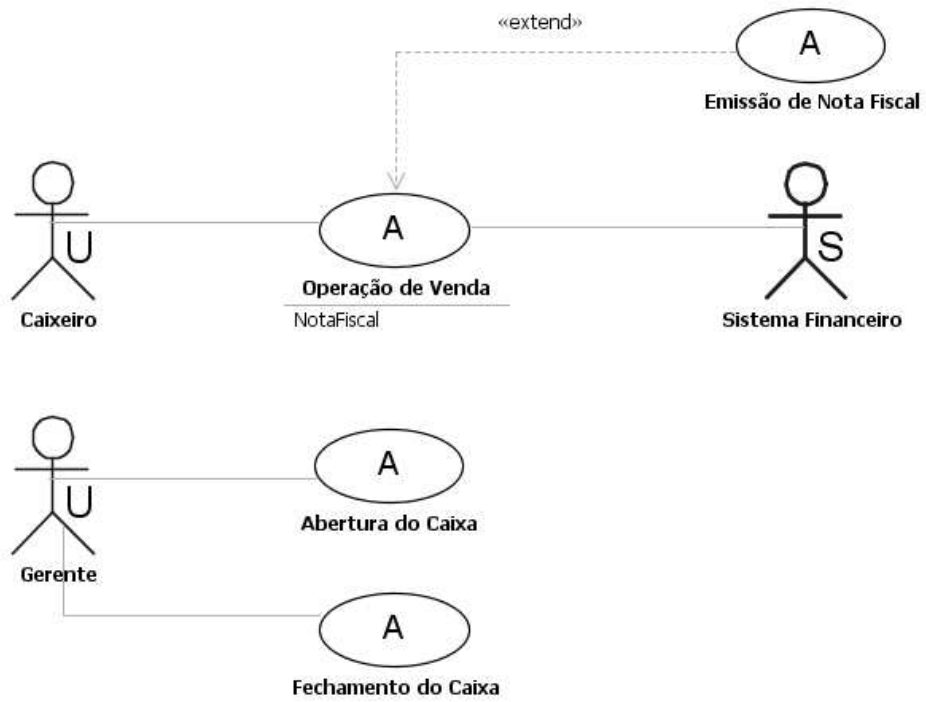 «extend»
A
Emissão de Nota Fiscal
U
Caixeiro
A
Operação de Venda
NotaFiscal
S
Sistema Financeiro
U
Gerente
A
Abertura do Caixa
A
Fechamento do Caixa